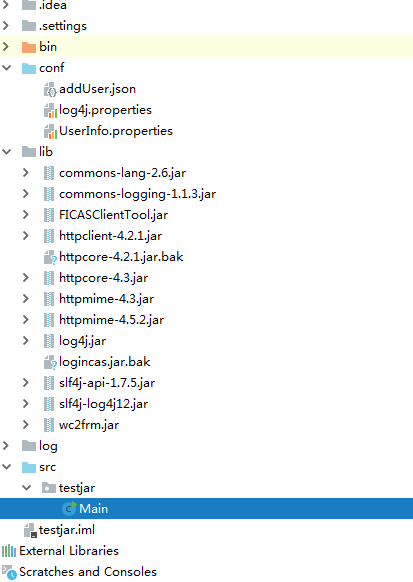 .idea
.settings
bin
conf
addUser.json
log4j.properties
UserInfo.properties
lib
commons-lang-2.6.jar
commons-logging-1.1.3.jar
FICASClientTool.jar
httpclient-4.2.1.jar
httpcore-4.2.1.jar.bak
httpcore-4.3.jar
httpmime-4.3.jar
httpmime-4.5.2.jar
log4j.jar
logincas.jar.bak
slf4j-api-1.7.5.jar
slf4j-log4j12.jar
wc2frm.jar
log
src
testjar
Main
testjar.iml
External Libraries
Scratches and Consoles